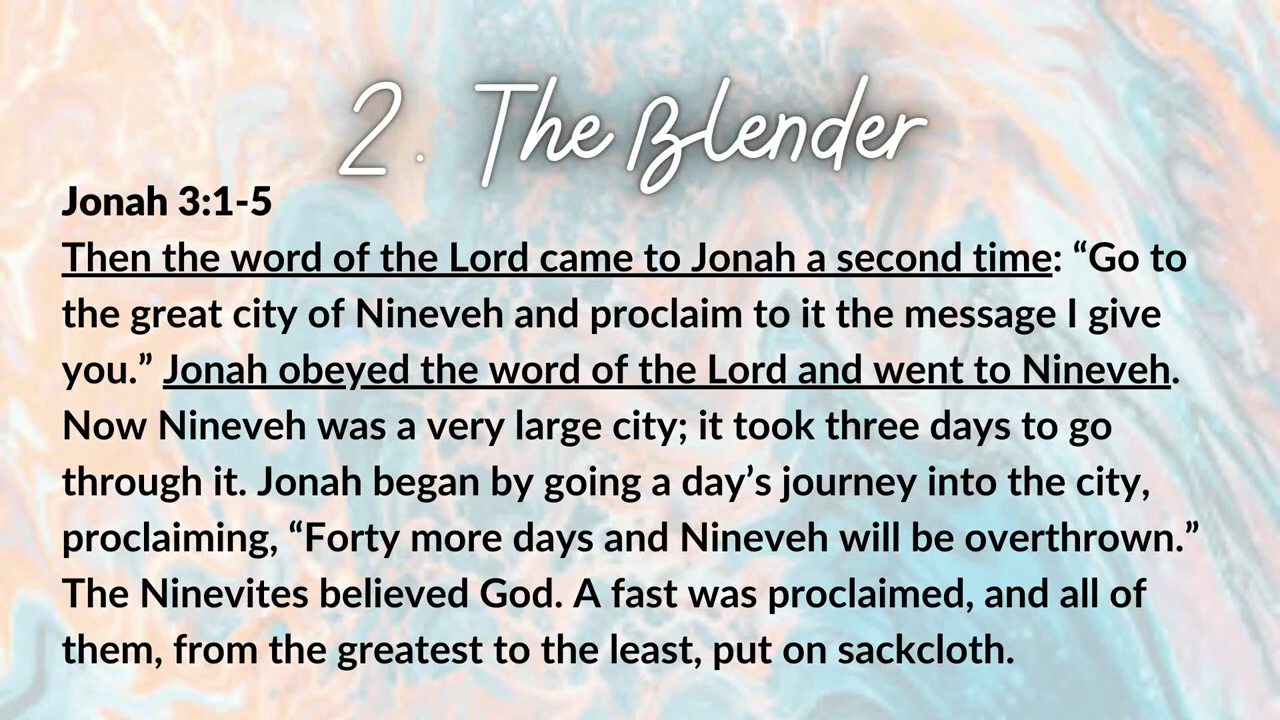 2. The Blender
Jonah 3:1-5
Then the word of the Lord came to Jonah a second time: “Go to
the great city of Nineveh and proclaim to it the message I give
you.” Jonah obeyed the word of the Lord and went to Nineveh.
Now Nineveh was a very large city; it took three days to go
through it. Jonah began by going a day’s journey into the city,
proclaiming, “Forty more days and Nineveh will be overthrown.”
The Ninevites believed God. A fast was proclaimed, and all of
them, from the greatest to the least, put on sackcloth.